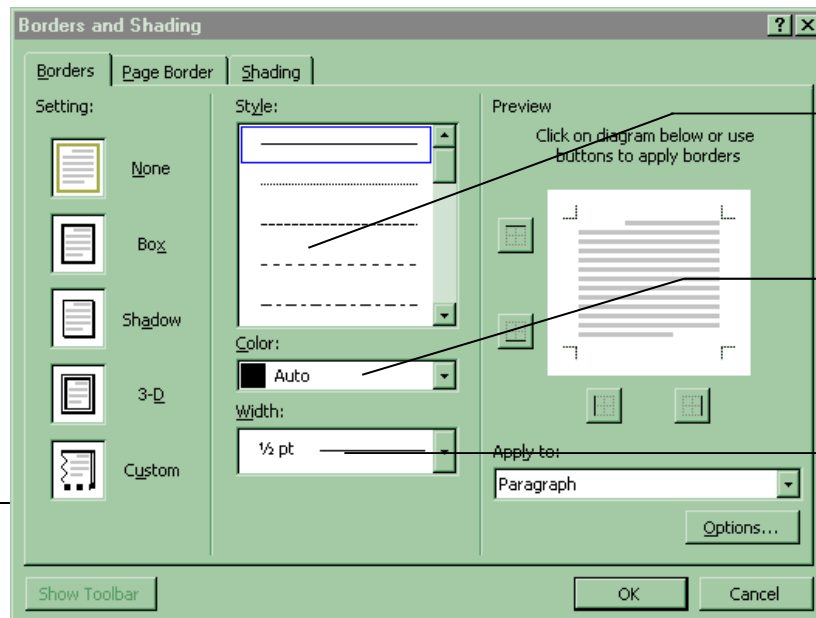 Borders and Shading
Borders Page Border Shading
Setting:
None
Box
Shadow
3-D
Custom
Style:
Color:
Auto
Width:
½ pt
Preview
Click on diagram below or use
buttons to apply borders
Apply to:
Paragraph
Options...
Show Toolbar
OK
Cancel